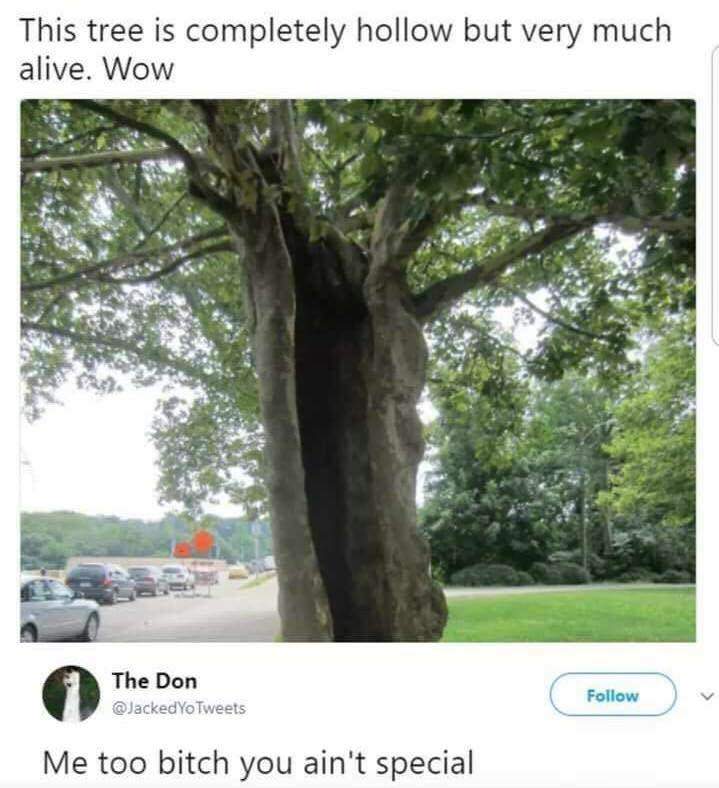 This tree is completely hollow but very much
alive. Wow
The Don
@JackedYoTweets
Follow
Me too bitch you ain't special